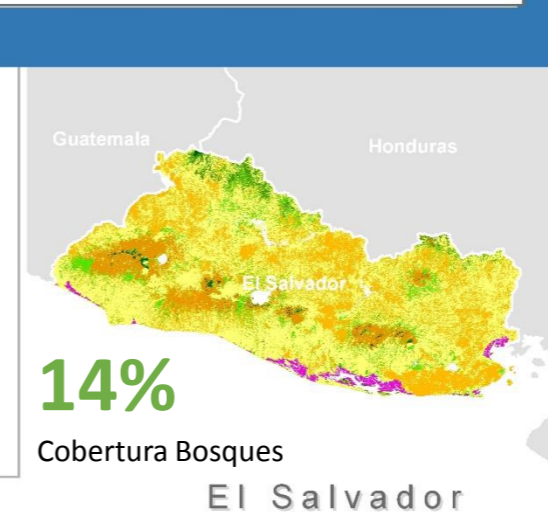 Guatemala
Honduras
El Salvador
14%
Cobertura Bosques
El Salvador